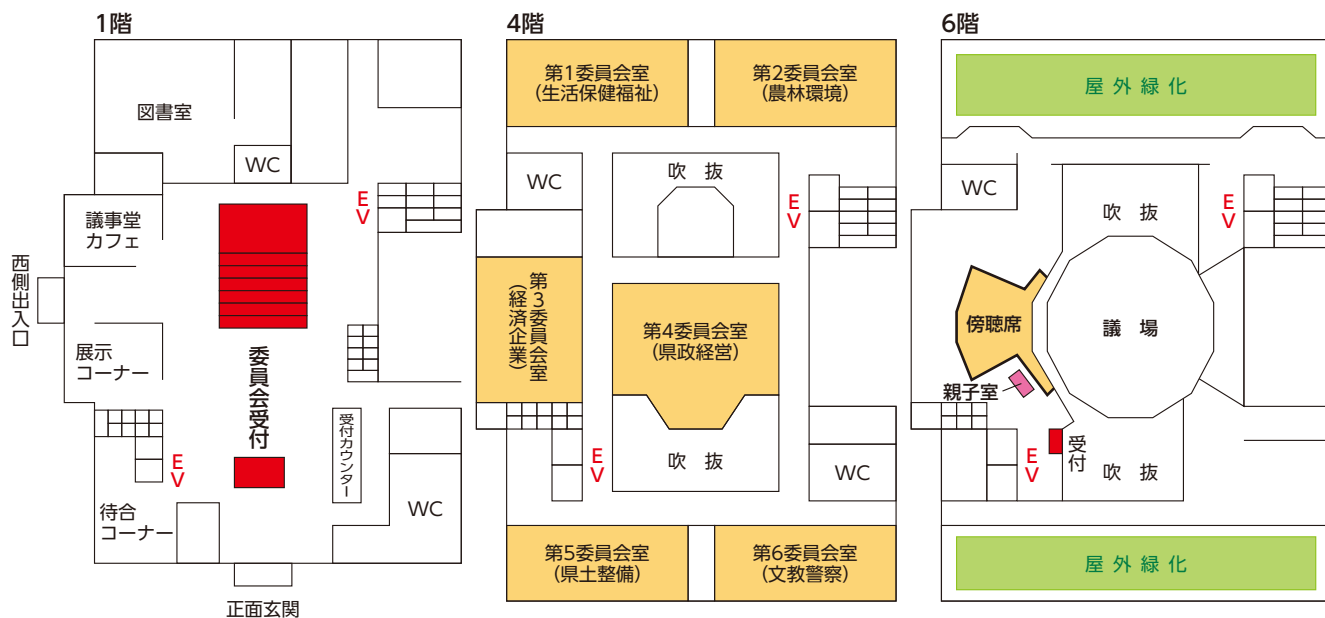 1階
図書室
WC
EV
議事堂
カフェ
西側出入口
展示
コーナー
委員会受付
受付カウンター
EV
待合
コーナー
WC
正面玄関
4階
第1委員会室
(生活保健福祉)
第2委員会室
(農林環境)
WC
吹 抜
EV
第3委員会室
(経済企業)
第4委員会室
(県政経営)
EV
吹 抜
WC
第5委員会室
(県土整備)
第6委員会室
(文教警察)
6階
屋 外 緑 化
WC
吹 抜
EV
傍聴席
議 場
親子室
受付
EV
吹 抜
屋 外 緑 化